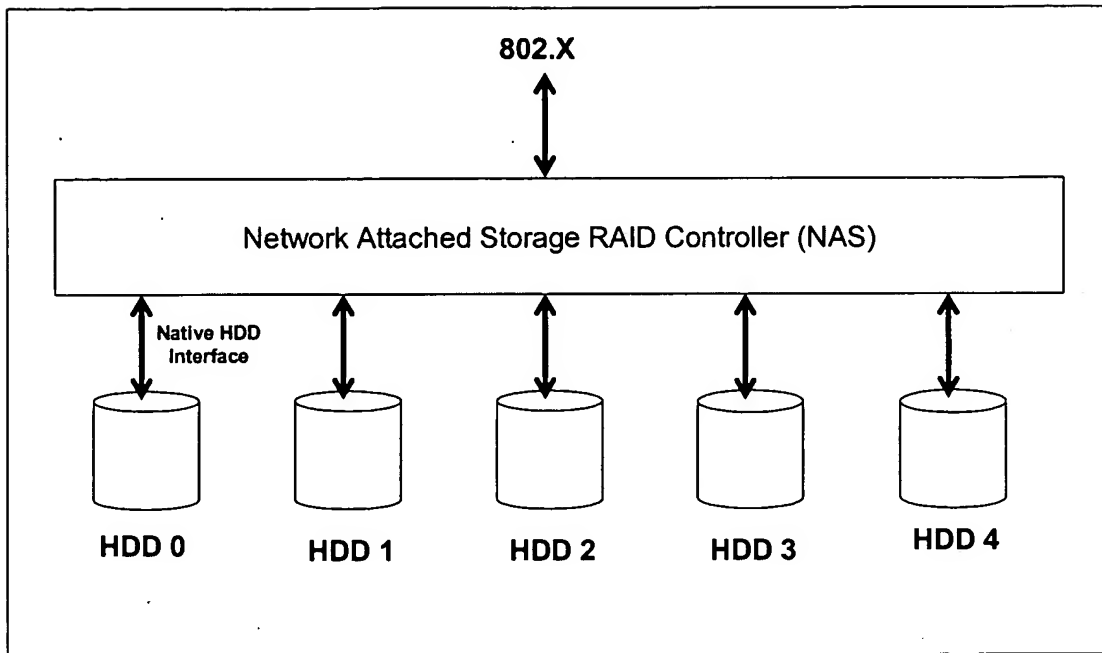 802.X
Network Attached Storage RAID Controller (NAS)
Native HDD
Interface
HDD 0
HDD 1
HDD 2
HDD 3
HDD 4